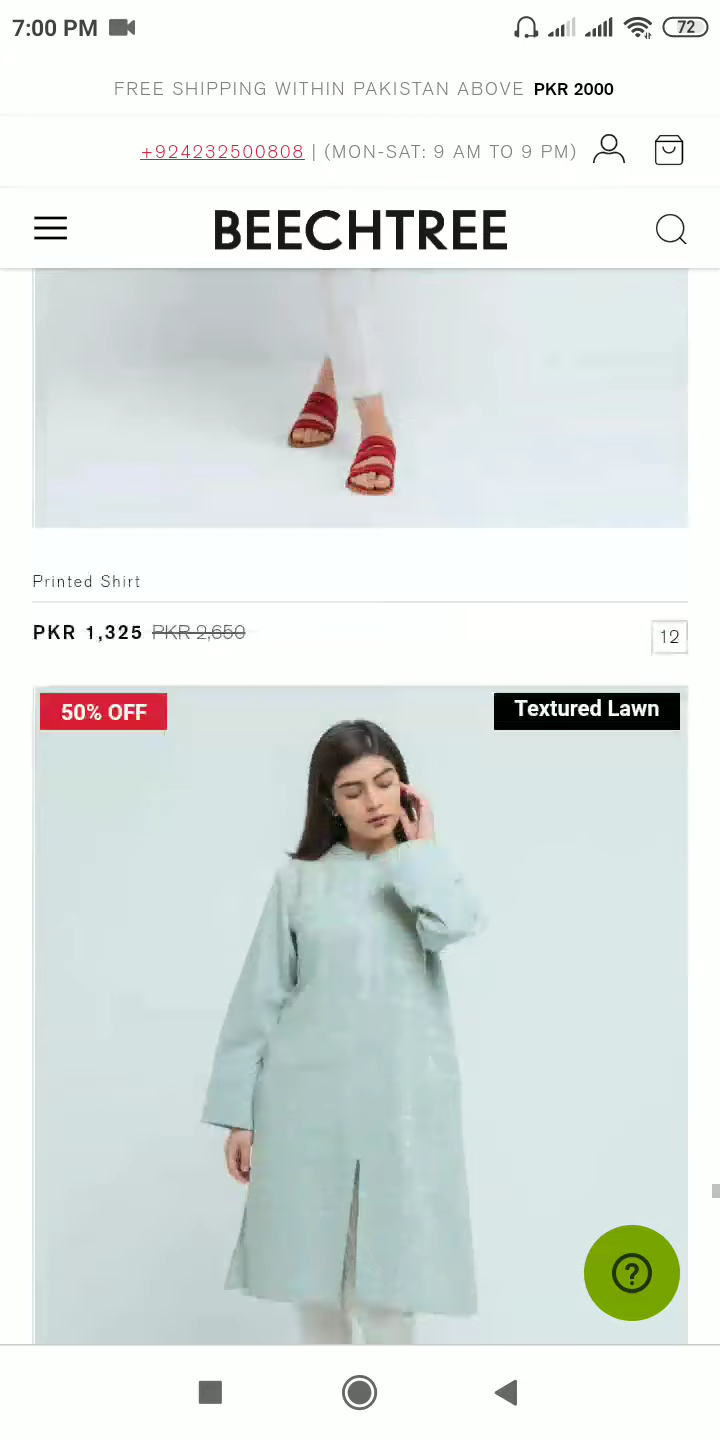 7:00 PM 72
FREE SHIPPING WITHIN PAKISTAN ABOVE PKR 2000
+924232500808 | (MON-SAT: 9 AM TO 9 PM)
BEECHTREE
Printed Shirt
PKR 1,325 PKR 2,650 12
50% OFF Textured Lawn
?